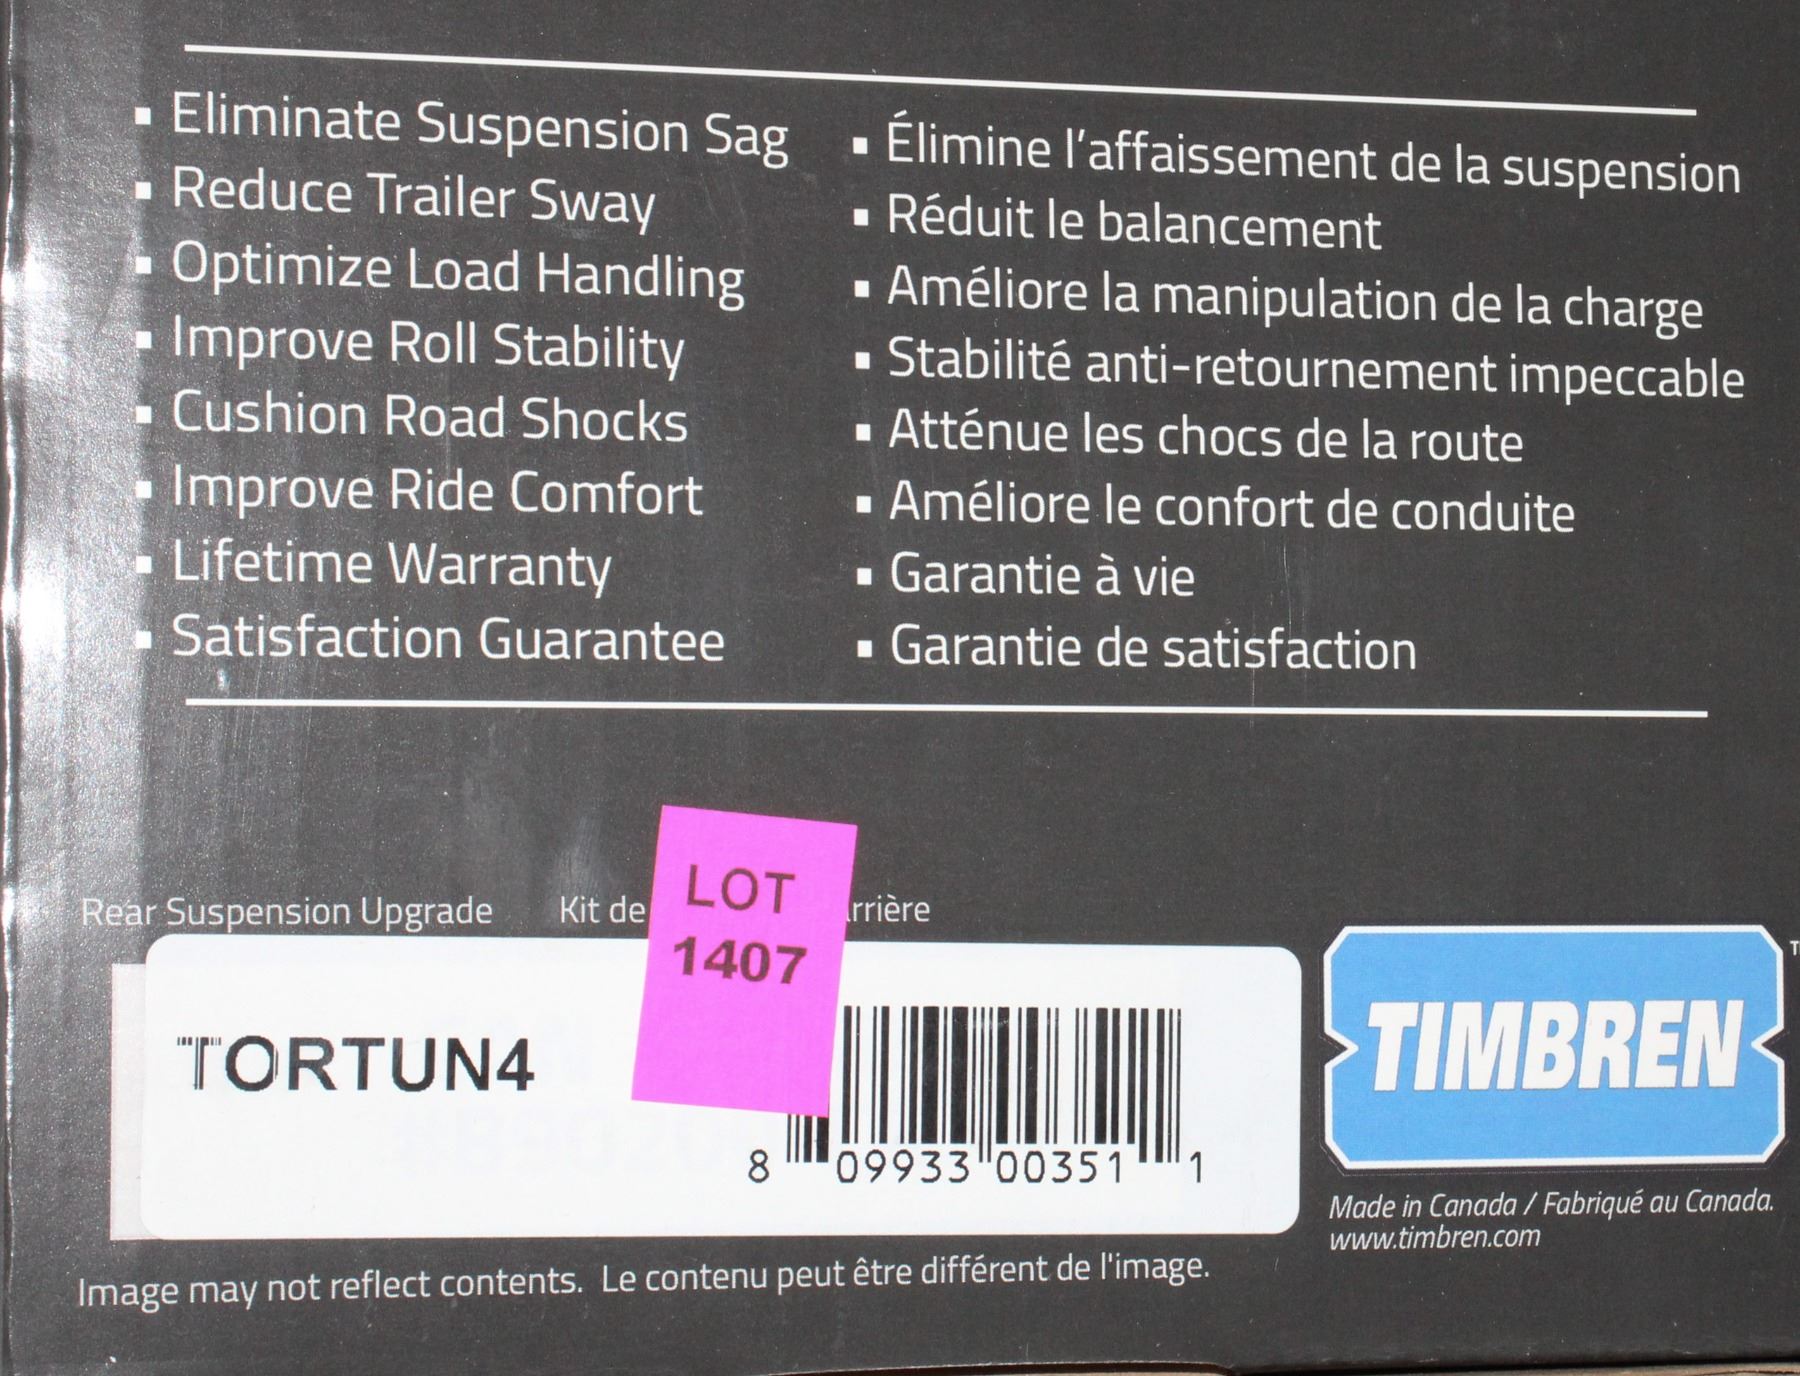 Eliminate Suspension Sag
Reduce Trailer Sway
Optimize Load Handling
Improve Roll Stability
Cushion Road Shocks
Improve Ride Comfort
Lifetime Warranty
Satisfaction Guarantee
Élimine l'affaissement de la suspension
Réduit le balancement
Améliore la manipulation de la charge
Stabilité anti-retournement impeccable
Atténue les chocs de la route
Améliore le confort de conduite
Garantie à vie
Garantie de satisfaction
Rear Suspension Upgrade
Kit de
LOT
1407
TORTUN4
8 09933 00351 1
TIMBREN
Made in Canada / Fabriqué au Canada.
www.timbren.com
Image may not reflect contents. Le contenu peut être différent de l'image.